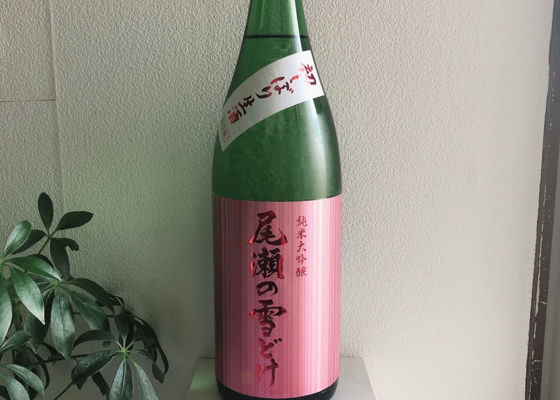 初しぼり生酒
純米大吟醸
尾瀬の雪どけ